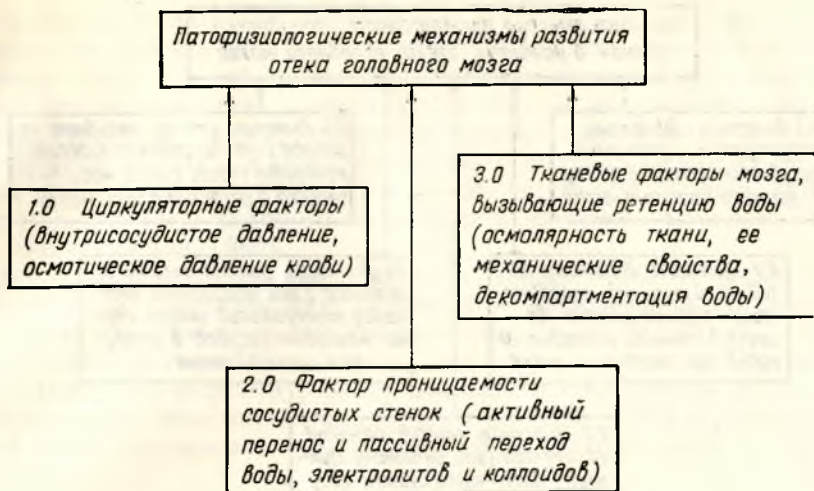 Патофизиологические механизмы развития
отека головного мозга
1.0 Циркуляторные факторы
(внутрисосудистое давление,
осмотическое давление крови)
3.0 Тканевые факторы мозга,
вызывающие ретенцию воды
(осмолярность ткани, ее
механические свойства,
декомпартментация воды)
2.0 Фактор проницаемости
сосудистых стенок (активный
перенос и пассивный переход
воды, электролитов и коллоидов)